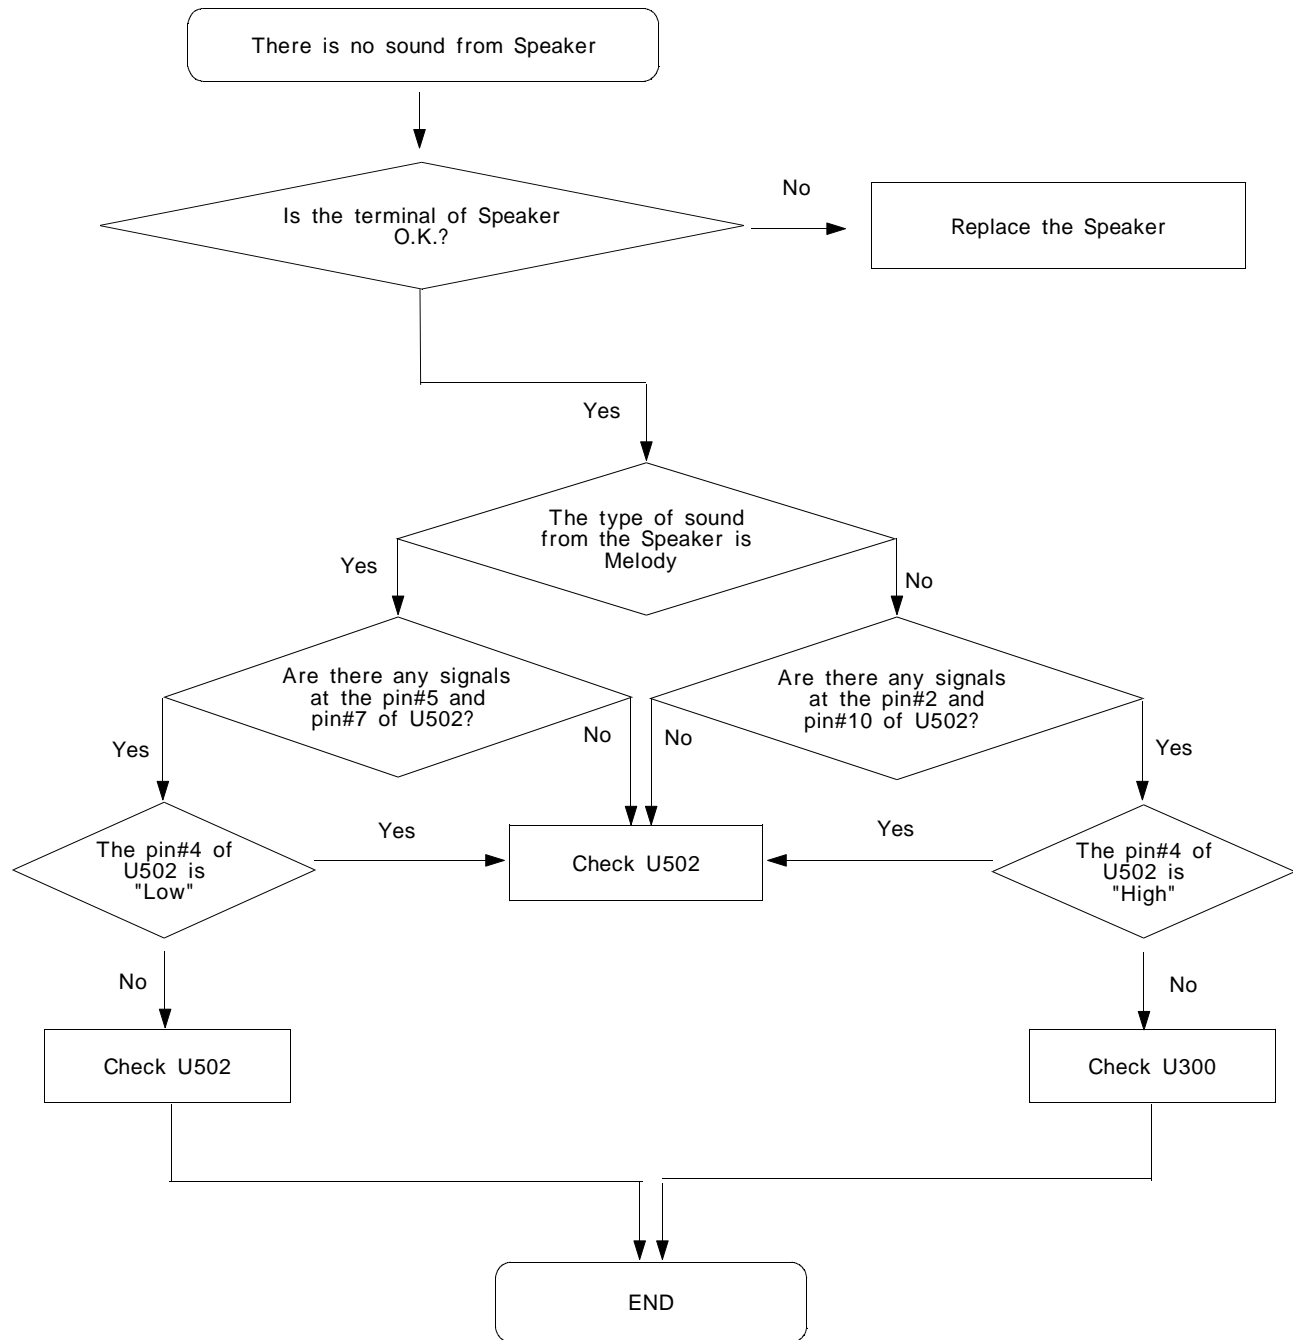 There is no sound from Speaker
Is the terminal of Speaker
O.K.?
No
Replace the Speaker
Yes
The type of sound
from the Speaker is
Melody
Yes
No
Are there any signals
at the pin#5 and
pin#7 of U502?
Are there any signals
at the pin#2 and
pin#10 of U502?
Yes
No
No
Yes
The pin#4 of
U502 is
"Low"
Yes
Check U502
Yes
The pin#4 of
U502 is
"High"
No
No
Check U502
Check U300
END